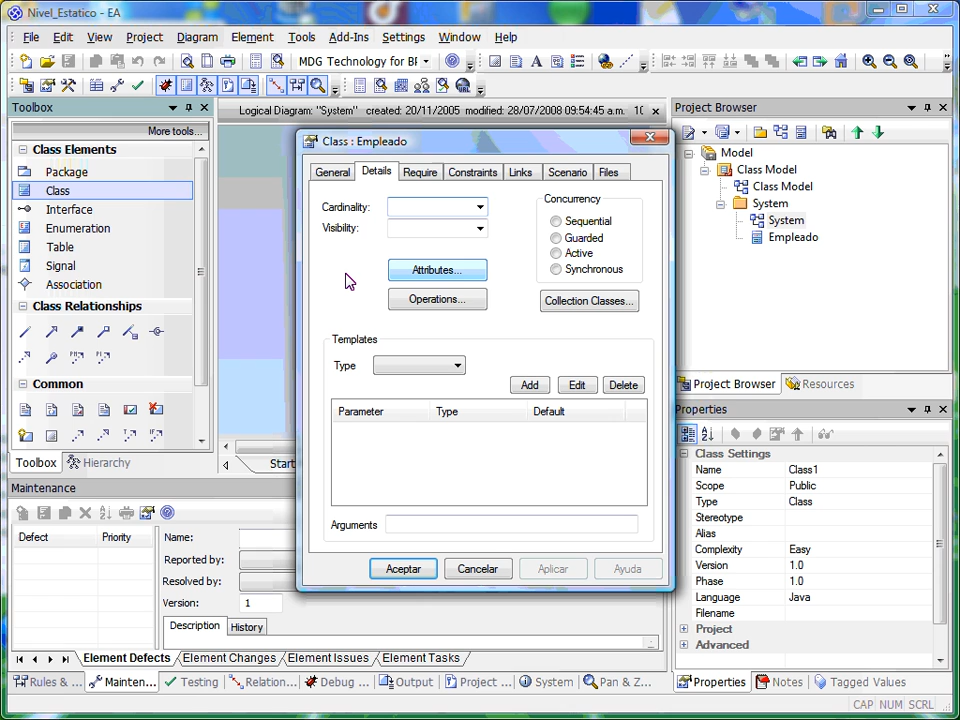 Nivel_Estatico - EA
File Edit View Project Diagram Element Tools Add-Ins Settings Window Help
MDG Technology for BP
Toolbox
Logical Diagram: "System" created: 20/11/2005 modified: 28/07/2008 09:54:45 a.m.
Project Browser
More tools...
Class Elements
Package
Class
Interface
Enumeration
Table
Signal
Association
Class Relationships
Common
Toolbox Hierarchy
Start
Class : Empleado
General Details Require Constraints Links Scenario Files
Cardinality:
Visibility:
Concurrency
Sequential
Guarded
Active
Synchronous
Attributes...
Operations...
Collection Classes...
Templates
Type
Add Edit Delete
Parameter Type Default
Arguments
Aceptar Cancelar Aplicar Ayuda
Model
Class Model
Class Model
System
System
Empleado
Project Browser Resources
Properties
Class Settings
Name Class1
Scope Public
Type Class
Stereotype
Alias
Complexity Easy
Version 1.0
Phase 1.0
Language Java
Filename
Project
Advanced
Maintenance
Defect Priority
Name:
Reported by:
Resolved by:
Version: 1
Description History
Element Defects Element Changes Element Issues Element Tasks
Rules & ... Mainten... Testing Relation... Debug ... Output Project ... System Pan & Z... Properties Notes Tagged Values
CAP NUM SCRL